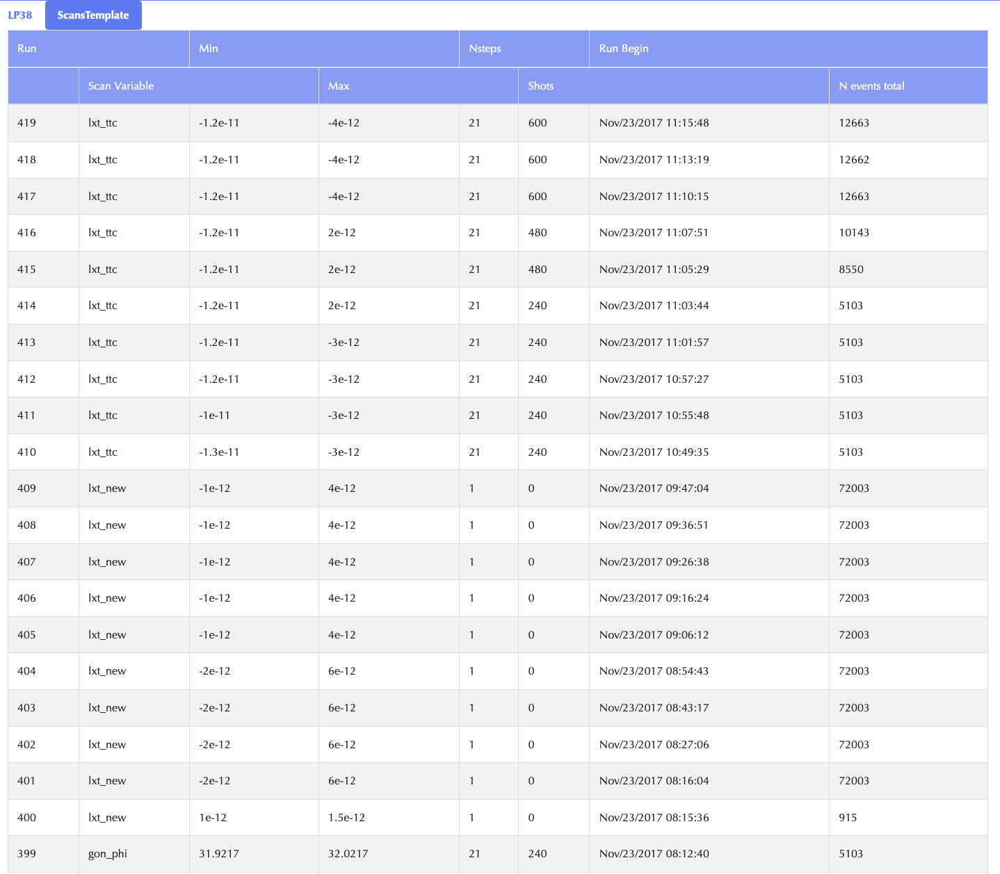 LP38 ScansTemplate
Run Min Nsteps Run Begin
Scan Variable Max Shots N events total
419 lxt_ttc -1.2e-11 -4e-12 21 600 Nov/23/2017 11:15:48 12663
418 lxt_ttc -1.2e-11 -4e-12 21 600 Nov/23/2017 11:13:19 12662
417 lxt_ttc -1.2e-11 -4e-12 21 600 Nov/23/2017 11:10:15 12663
416 lxt_ttc -1.2e-11 2e-12 21 480 Nov/23/2017 11:07:51 10143
415 lxt_ttc -1.2e-11 2e-12 21 480 Nov/23/2017 11:05:29 8550
414 lxt_ttc -1.2e-11 2e-12 21 240 Nov/23/2017 11:03:44 5103
413 lxt_ttc -1.2e-11 -3e-12 21 240 Nov/23/2017 11:01:57 5103
412 lxt_ttc -1.2e-11 -3e-12 21 240 Nov/23/2017 10:57:27 5103
411 lxt_ttc -1e-11 -3e-12 21 240 Nov/23/2017 10:55:48 5103
410 lxt_ttc -1.3e-11 -3e-12 21 240 Nov/23/2017 10:49:35 5103
409 lxt_new -1e-12 4e-12 1 0 Nov/23/2017 09:47:04 72003
408 lxt_new -1e-12 4e-12 1 0 Nov/23/2017 09:36:51 72003
407 lxt_new -1e-12 4e-12 1 0 Nov/23/2017 09:26:38 72003
406 lxt_new -1e-12 4e-12 1 0 Nov/23/2017 09:16:24 72003
405 lxt_new -1e-12 4e-12 1 0 Nov/23/2017 09:06:12 72003
404 lxt_new -2e-12 6e-12 1 0 Nov/23/2017 08:54:43 72003
403 lxt_new -2e-12 6e-12 1 0 Nov/23/2017 08:43:17 72003
402 lxt_new -2e-12 6e-12 1 0 Nov/23/2017 08:27:06 72003
401 lxt_new -2e-12 6e-12 1 0 Nov/23/2017 08:16:04 72003
400 lxt_new 1e-12 1.5e-12 1 0 Nov/23/2017 08:15:36 915
399 gon_phi 31.9217 32.0217 21 240 Nov/23/2017 08:12:40 5103